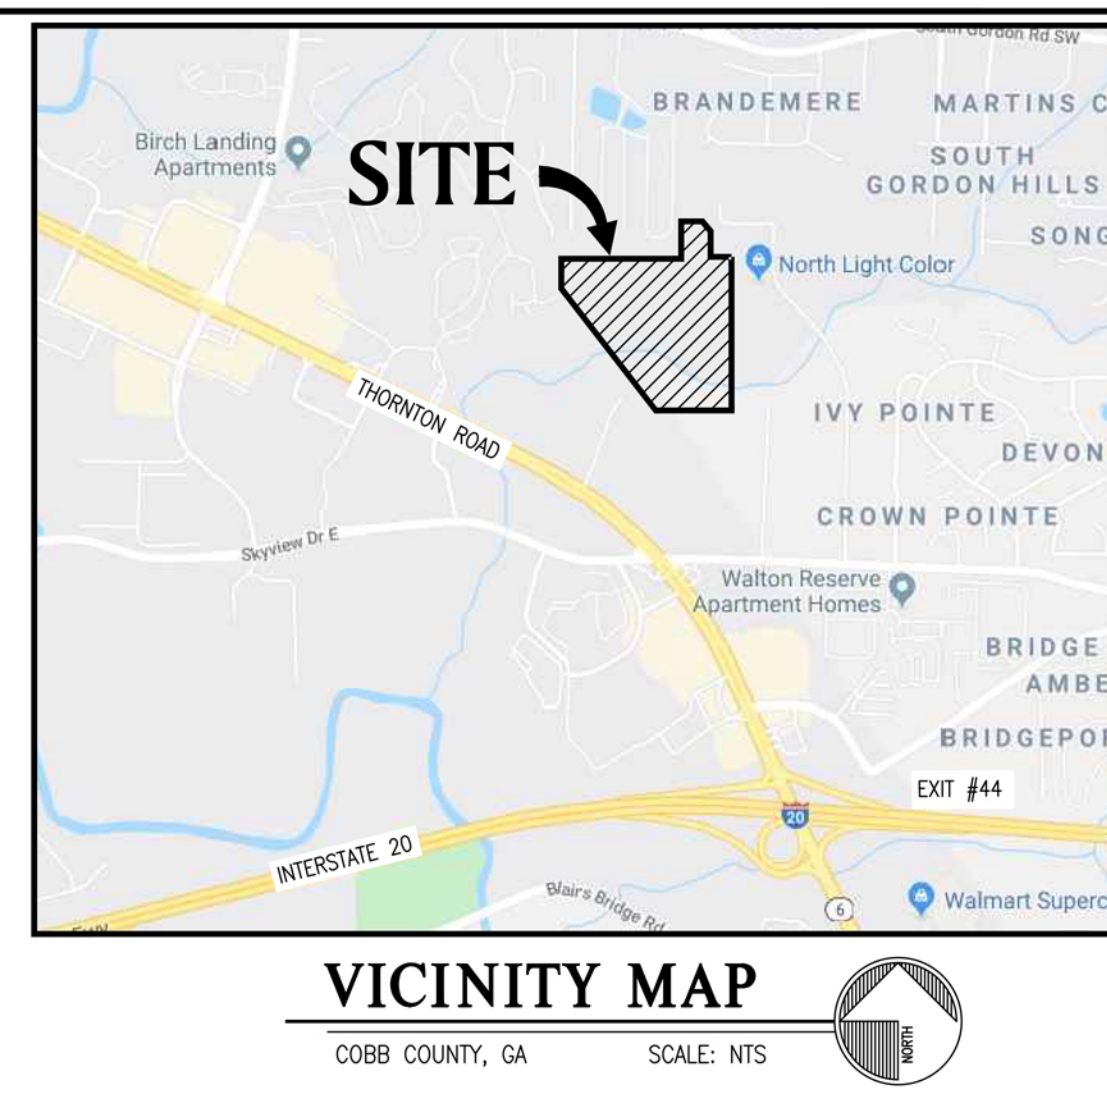 South Gordon Rd SW
BRANDEMERE
MARTINS C
Birch Landing
Apartments
SITE
SOUTH
GORDON HILLS
SONG
North Light Color
THORNTON ROAD
IVY POINTE
DEVON
CROWN POINTE
Skyview Dr E
Walton Reserve
Apartment Homes
BRIDGE
AMBE
BRIDGEPOR
EXIT #44
20
INTERSTATE 20
Blairs Bridge Rd
6
Walmart Superc
VICINITY MAP
COBB COUNTY, GA
SCALE: NTS
NORTH